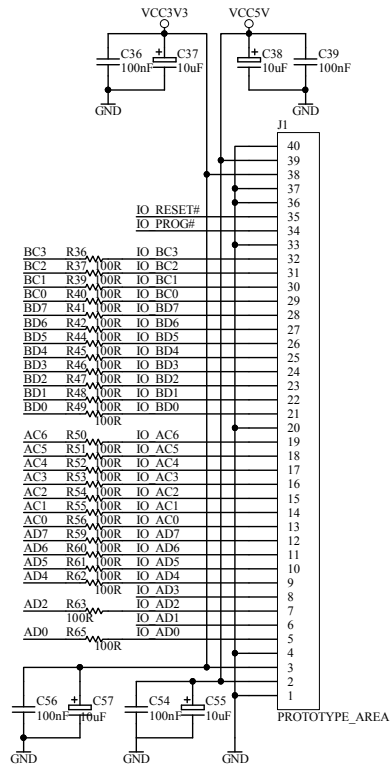 VCC3V3 VCC5V
C36 100nF C37 10uF C38 10uF C39 100nF
GND GND
J1
40
39
38
37
36
IO_RESET# 35
IO_PROG# 34
33
BC3 R36 IO_BC3 32
BC2 R37 100R IO_BC2 31
BC1 R39 100R IO_BC1 30
BC0 R40 100R IO_BC0 29
BD7 R41 100R IO_BD7 28
BD6 R42 100R IO_BD6 27
BD5 R44 100R IO_BD5 26
BD4 R45 100R IO_BD4 25
BD3 R46 100R IO_BD3 24
BD2 R47 100R IO_BD2 23
BD1 R48 100R IO_BD1 22
BD0 R49 100R IO_BD0 21
100R
20
AC6 R50 IO_AC6 19
AC5 R51 100R IO_AC5 18
AC4 R52 100R IO_AC4 17
AC3 R53 100R IO_AC3 16
AC2 R54 100R IO_AC2 15
AC1 R55 100R IO_AC1 14
AC0 R56 100R IO_AC0 13
AD7 R59 100R IO_AD7 12
AD6 R60 100R IO_AD6 11
AD5 R61 100R IO_AD5 10
AD4 R62 100R IO_AD4 9
100R IO_AD3 8
AD2 R63 IO_AD2 7
100R IO_AD1 6
AD0 R65 IO_AD0 5
100R
4
3
2
1
C56 100nF C57 10uF C54 100nF C55 10uF
PROTOTYPE_AREA
GND GND GND